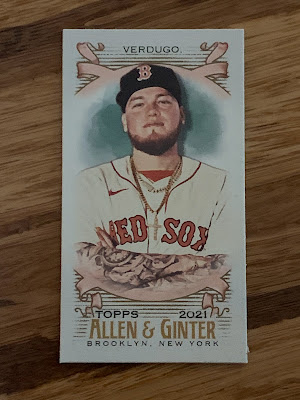 VERDUGO.
B
RED SOX
TOPPS 2021
ALLEN & GINTER
BROOKLYN, NEW YORK